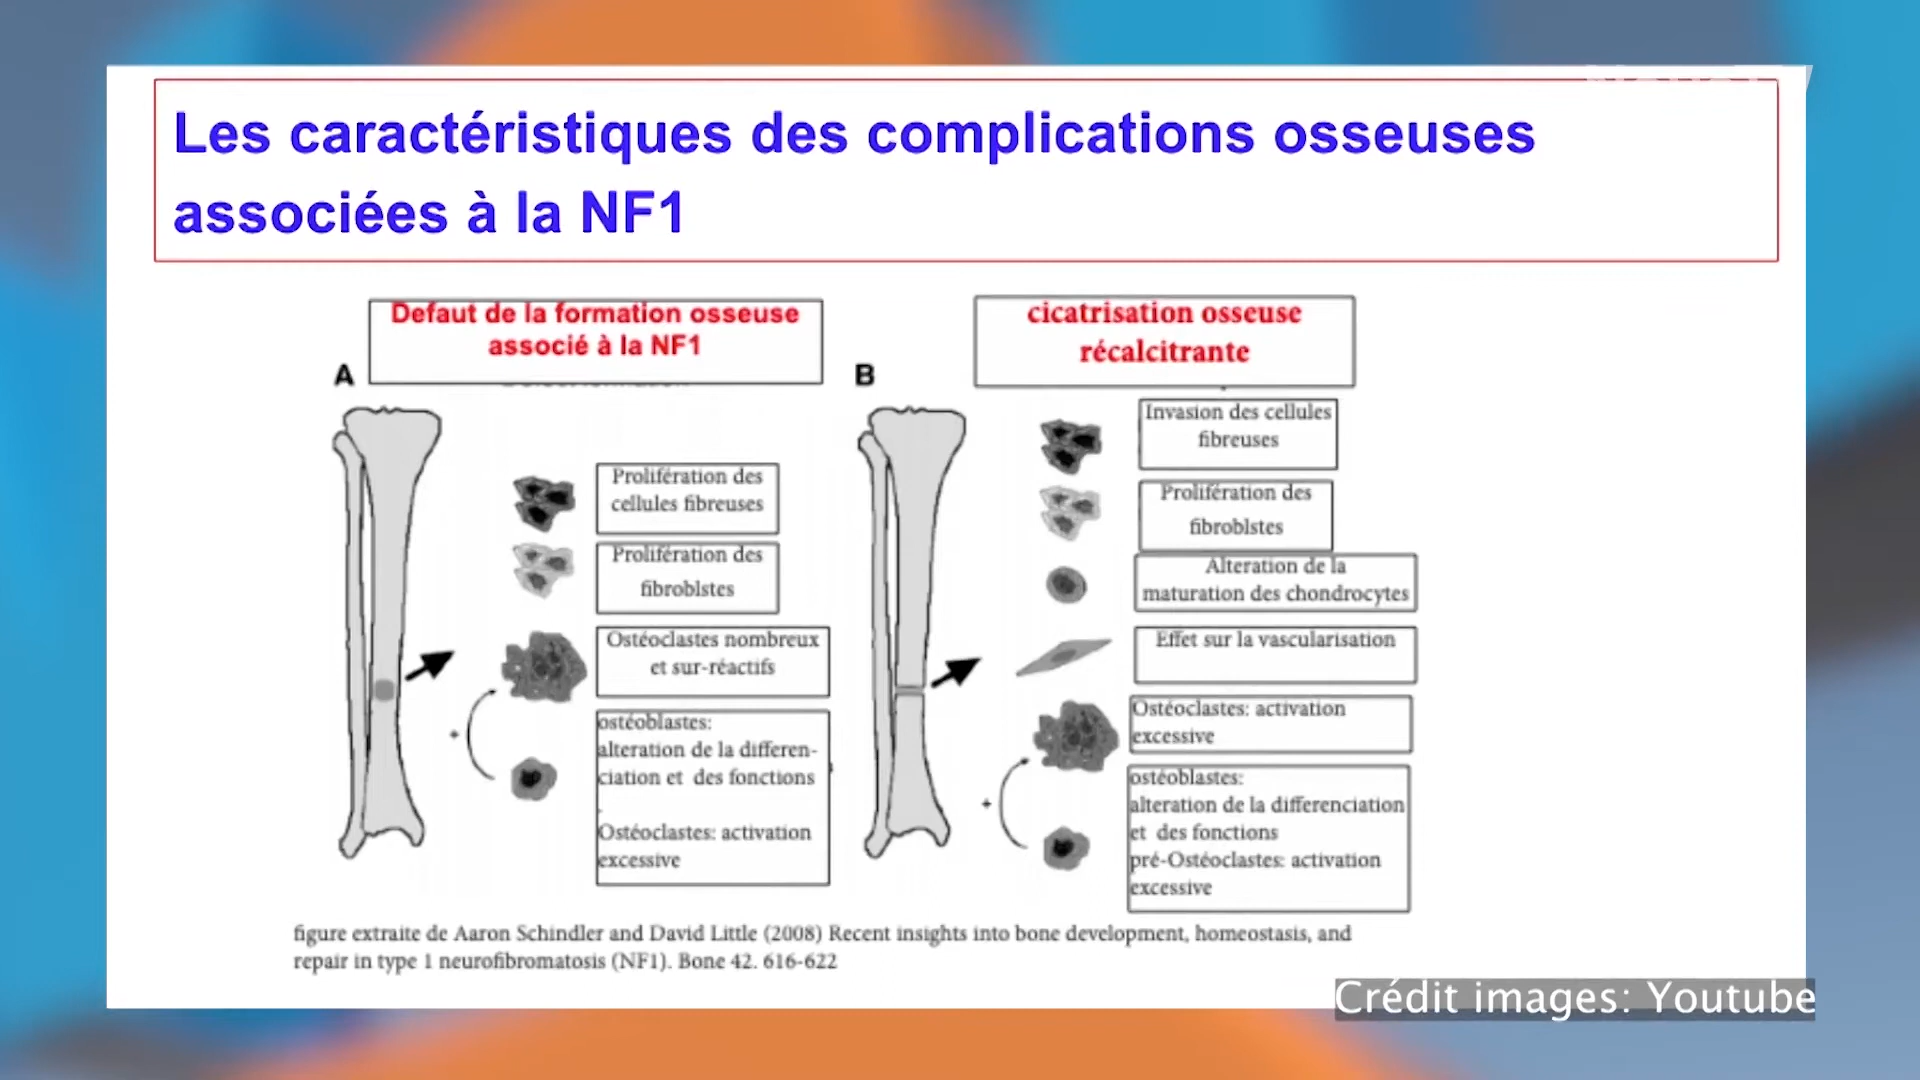 Les caractéristiques des complications osseuses
associées à la NF1
Defaut de la formation osseuse
associé à la NF1
A
Prolifération des
cellules fibreuses
Prolifération des
fibroblstes
Ostéoclastes nombreux
et sur-réactifs
+
ostéoblastes:
alteration de la differen-
ciation et des fonctions
.
Ostéoclastes: activation
excessive
cicatrisation osseuse
récalcitrante
B
Invasion des cellules
fibreuses
Prolifération des
fibroblstes
Alteration de la
maturation des chondrocytes
Effet sur la vascularisation
Ostéoclastes: activation
excessive
+
ostéoblastes:
alteration de la differenciation
et des fonctions
pré-Ostéoclastes: activation
excessive
figure extraite de Aaron Schindler and David Little (2008) Recent insights into bone development, homeostasis, and
repair in type 1 neurofibromatosis (NF1). Bone 42. 616-622
Crédit images: Youtube